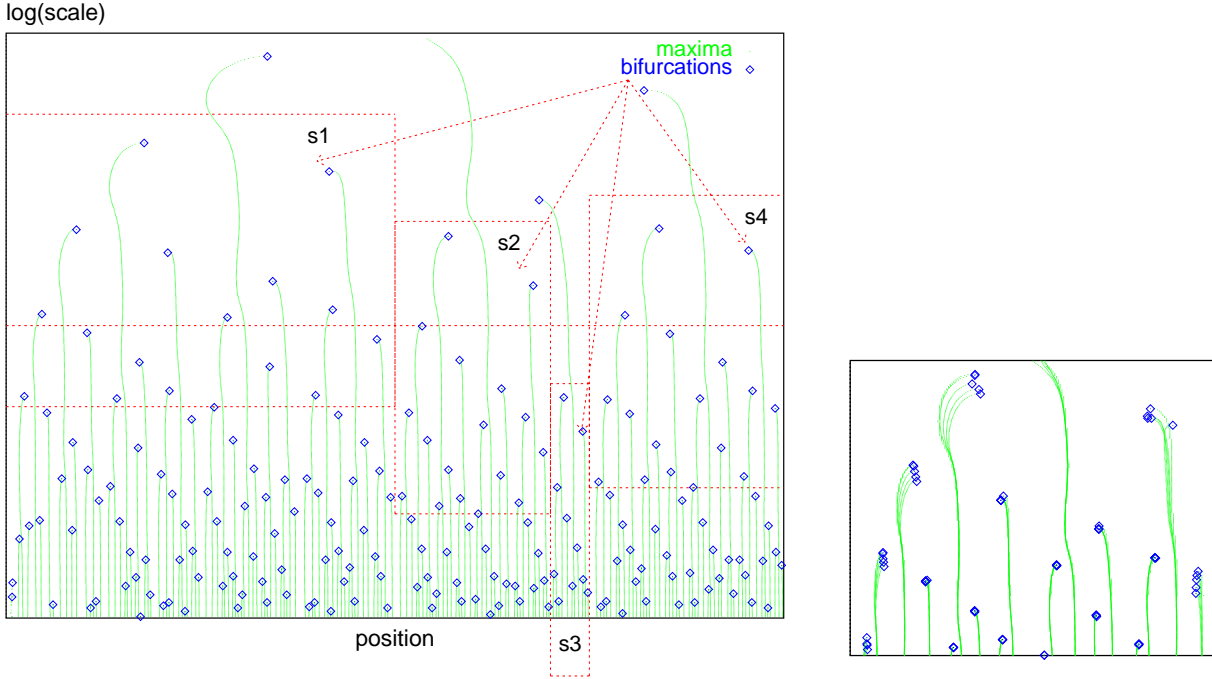 log(scale)
maxima
bifurcations
s1
s2
s4
position
s3